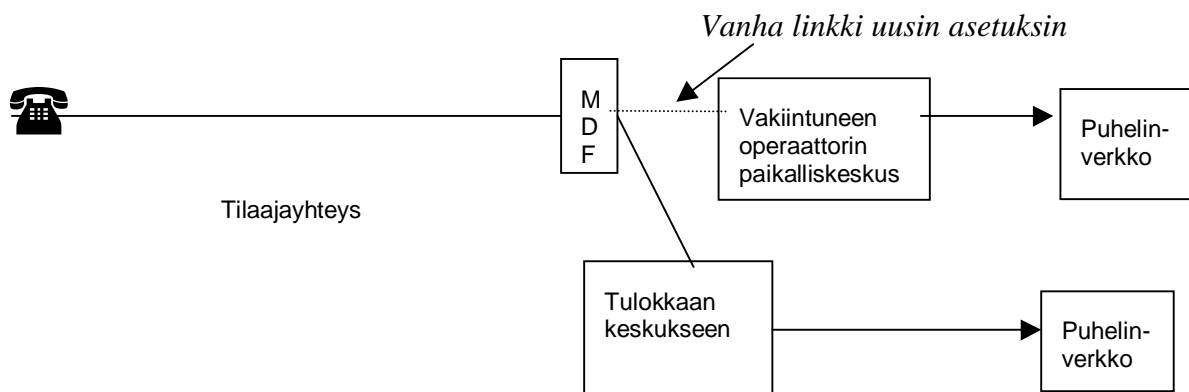 Vanha linkki uusin asetuksin
M
D
F
Vakiintuneen
operaattorin
paikalliskeskus
Puhelin-
verkko
Tilaajayhteys
Tulokkaan
keskukseen
Puhelin-
verkko